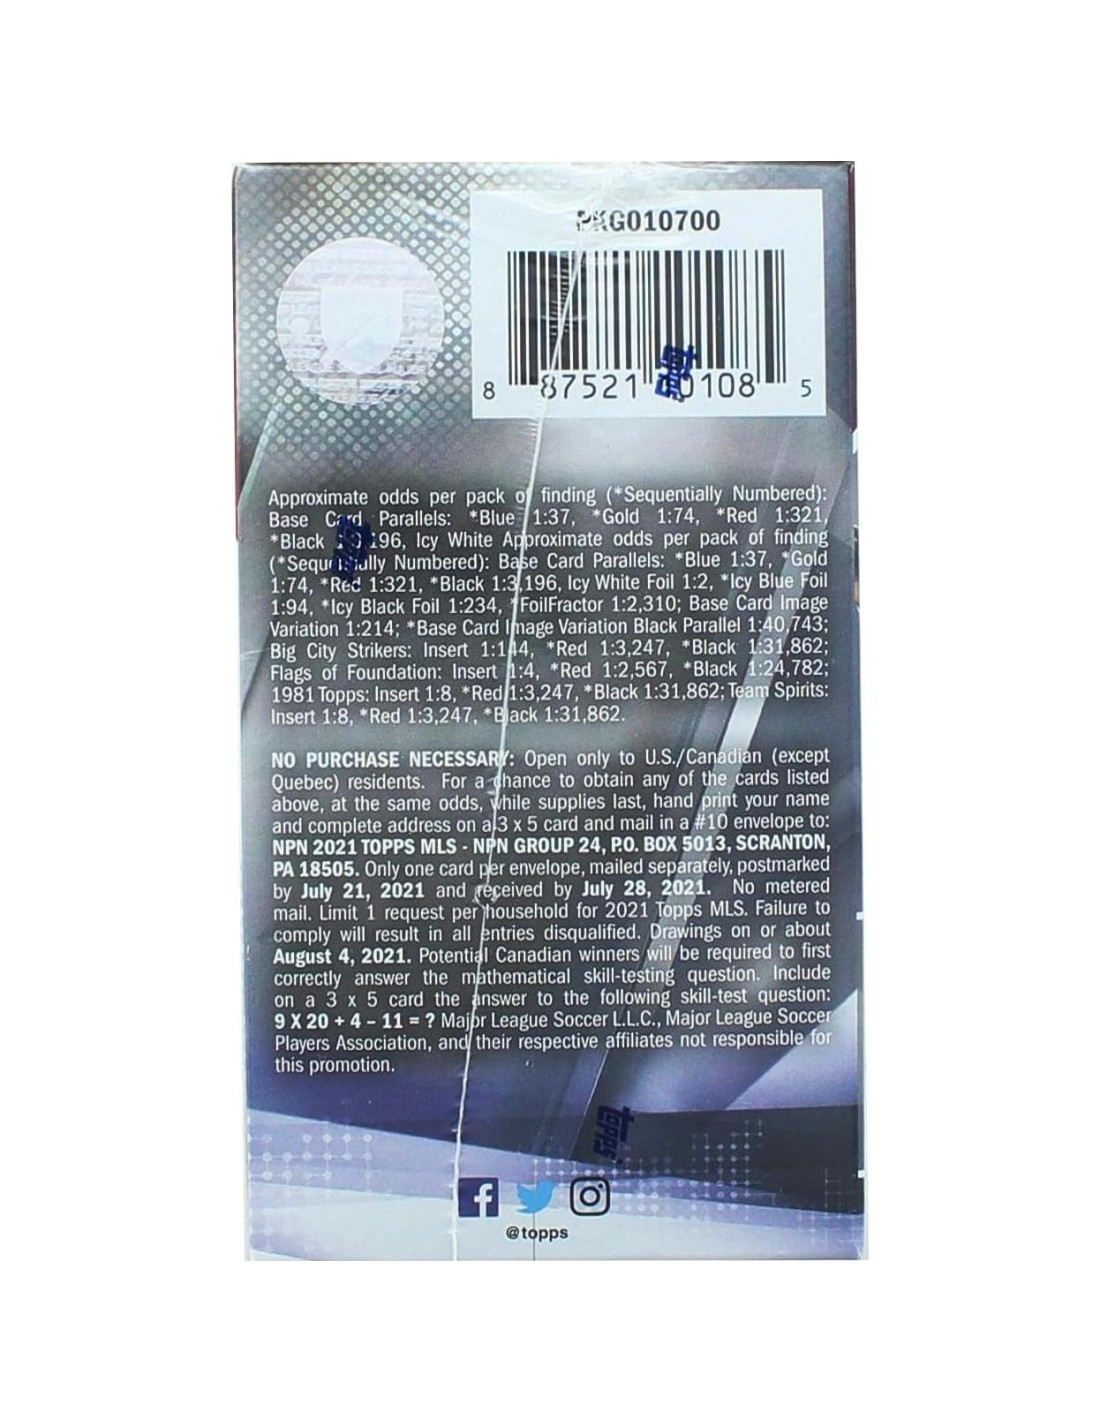 PKG010700
8 87521 0108 5
Approximate odds per pack of finding (*Sequentially Numbered):
Base Card Parallels: *Blue 1:37, *Gold 1:74, *Red 1:321,
*Black 196, Icy White Approximate odds per pack of finding
(*Sequentially Numbered): Base Card Parallels: *Blue 1:37, *Gold
1:74, *Red 1:321, *Black 1:3,196, Icy White Foil 1:2, *Icy Blue Foil
1:94, *Icy Black Foil 1:234, *FoilFractor 1:2,310; Base Card Image
Variation 1:214; *Base Card Image Variation Black Parallel 1:40,743;
Big City Strikers: Insert 1:144, *Red 1:3,247, *Black 1:31,862;
Flags of Foundation: Insert 1:4, *Red 1:2,567, *Black 1:24,782;
1981 Topps: Insert 1:8, *Red 1:3,247, *Black 1:31,862; Team Spirits:
Insert 1:8, *Red 1:3,247, *Black 1:31,862.
NO PURCHASE NECESSARY: Open only to U.S./Canadian (except
Quebec) residents. For a chance to obtain any of the cards listed
above, at the same odds, while supplies last, hand print your name
and complete address on a 3 x 5 card and mail in a #10 envelope to:
NPN 2021 TOPPS MLS - NPN GROUP 24, P.O. BOX 5013, SCRANTON,
PA 18505. Only one card per envelope, mailed separately, postmarked
by July 21, 2021 and received by July 28, 2021. No metered
mail. Limit 1 request per household for 2021 Topps MLS. Failure to
comply will result in all entries disqualified. Drawings on or about
August 4, 2021. Potential Canadian winners will be required to first
correctly answer the mathematical skill-testing question. Include
on a 3 x 5 card the answer to the following skill-test question:
9 X 20 + 4 – 11 = ? Major League Soccer L.L.C., Major League Soccer
Players Association, and their respective affiliates not responsible for
this promotion.
topps
@topps